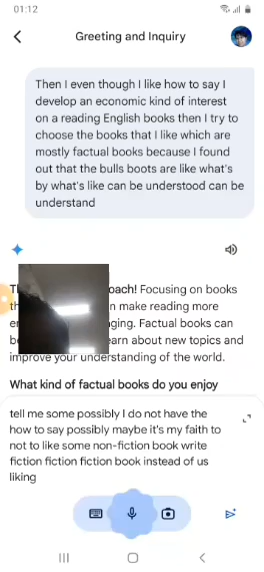 01:12
Greeting and Inquiry
Then I even though I like how to say I
develop an economic kind of interest
on a reading English books then I try to
choose the books that I like which are
mostly factual books because I found
out that the bulls boots are like what's
by what's like can be understood can be
understand
oach! Focusing on books
n make reading more
ging. Factual books can
earn about new topics and
improve your understanding of the world.
What kind of factual books do you enjoy
tell me some possibly I do not have the
how to say possibly maybe it's my faith to
not to like some non-fiction book write
fiction fiction fiction book instead of us
liking